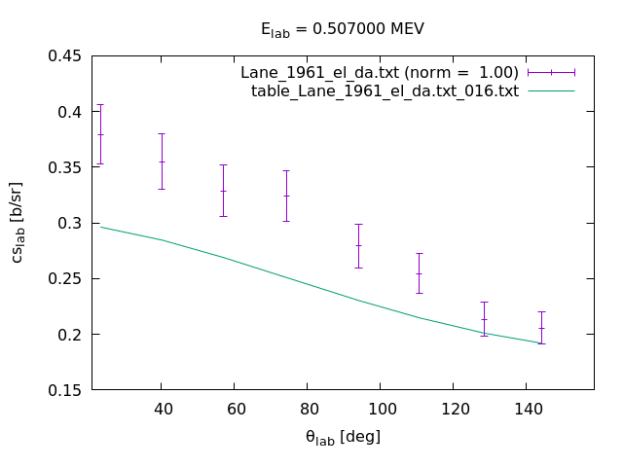 E_lab = 0.507000 MEV
Lane_1961_el_da.txt (norm = 1.00)
table_Lane_1961_el_da.txt_016.txt
0.45
0.4
0.35
0.3
0.25
0.2
0.15
cs_lab [b/sr]
40 60 80 100 120 140
θ_lab [deg]